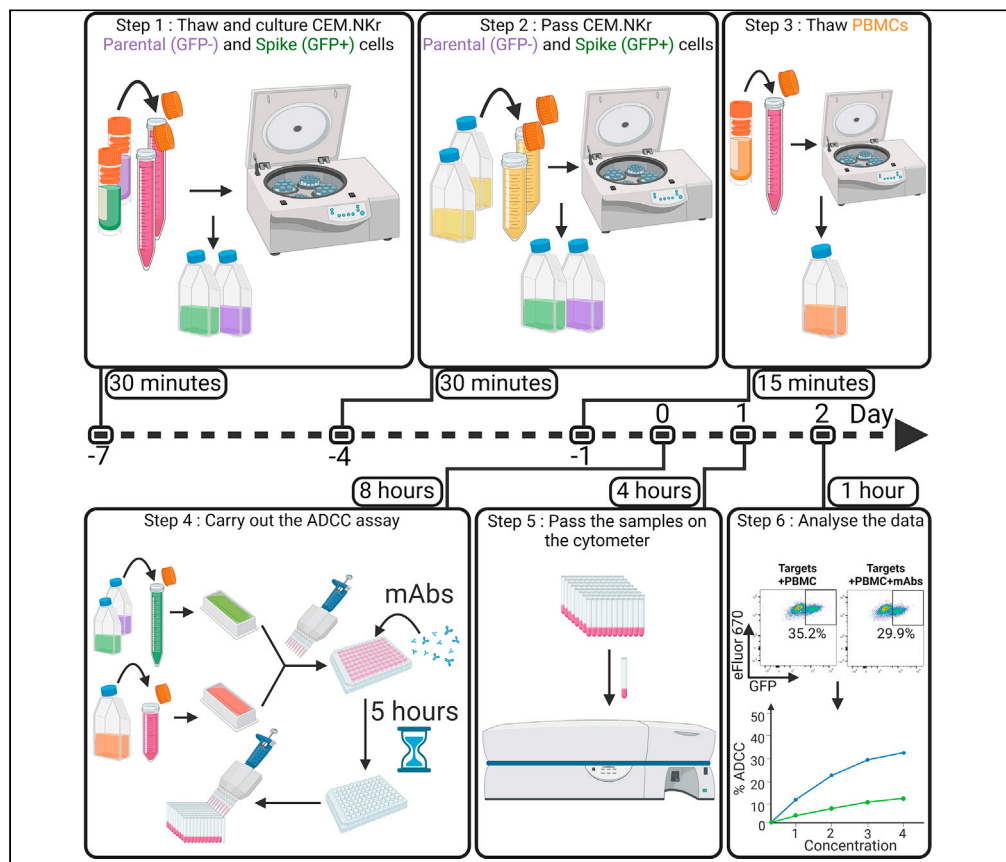 Step 1 : Thaw and culture CEM.NKr
Parental (GFP-) and Spike (GFP+) cells
Step 2 : Pass CEM.NKr
Parental (GFP-) and Spike (GFP+) cells
Step 3 : Thaw PBMCs
30 minutes
30 minutes
15 minutes
0
1
2
Day
-7
-4
-1
8 hours
4 hours
1 hour
Step 4 : Carry out the ADCC assay
mAbs
5 hours
Step 5 : Pass the samples on
the cytometer
Step 6 : Analyse the data
Targets
+PBMC
Targets
+PBMC+mAbs
35.2%
29.9%
eFluor 670
GFP
50
40
30
20
10
0
% ADCC
1
2
3
4
Concentration